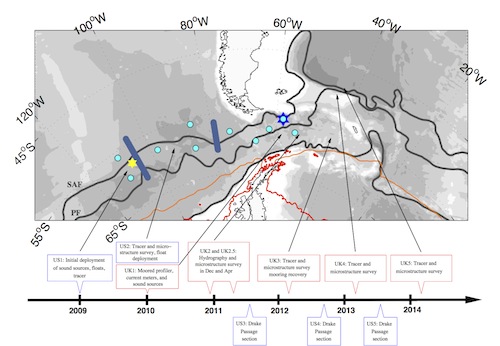 100°W
80°W
60°W
40°W
20°W
120°W
45°S
SAF
PF
55°S
65°S
US1: Initial deployment
of sound sources, floats,
tracer
US2: Tracer and micro-
structure survey, float
deployment
UK1: Moored profiler,
current meters, and
sound sources
UK2 and UK2.5:
Hydrography and
microstructure survey
in Dec and Apr
UK3: Tracer and
microstructure survey
mooring recovery
UK4: Tracer and
microstructure survey
UK5: Tracer and
microstructure survey
2009
2010
2011
2012
2013
2014
US3: Drake
Passage
section
US4: Drake
Passage
section
US5: Drake
Passage
section